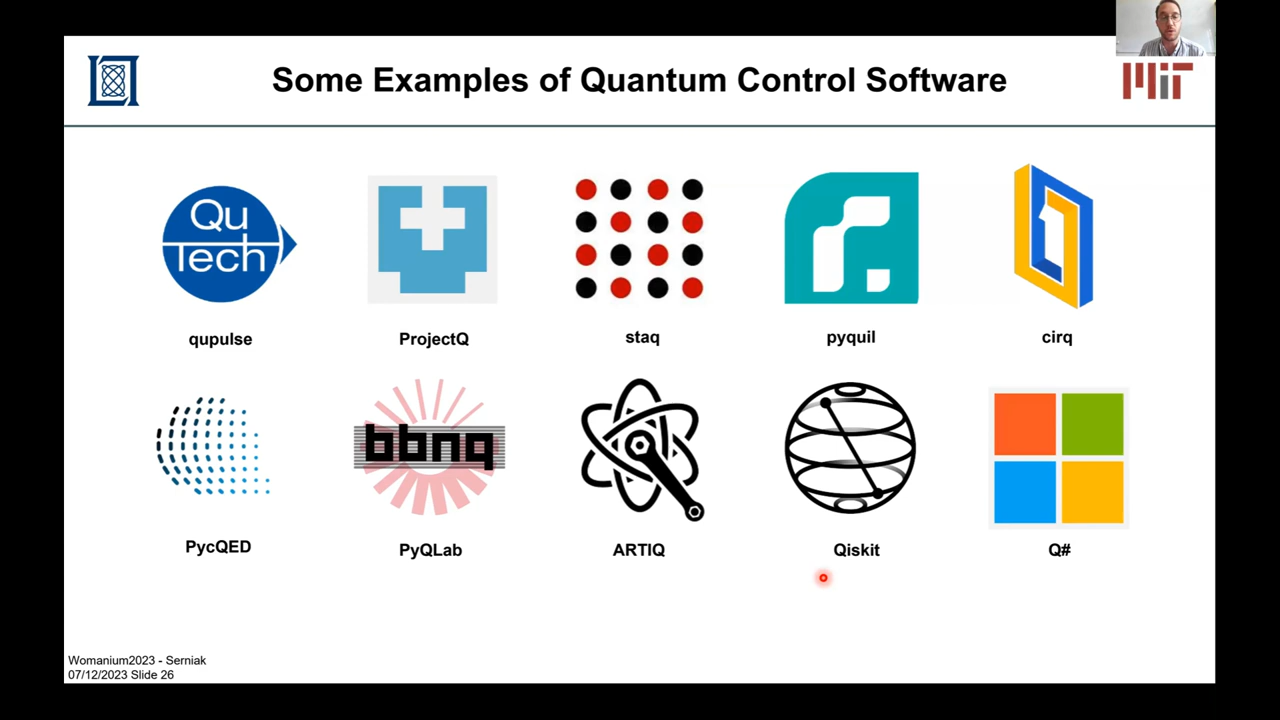 Some Examples of Quantum Control Software
MIT
Qu
Tech
qupulse
ProjectQ
staq
pyquil
cirq
bbnq
PycQED
PyQLab
ARTIQ
Qiskit
Q#
Womanium2023 - Serniak
07/12/2023 Slide 26